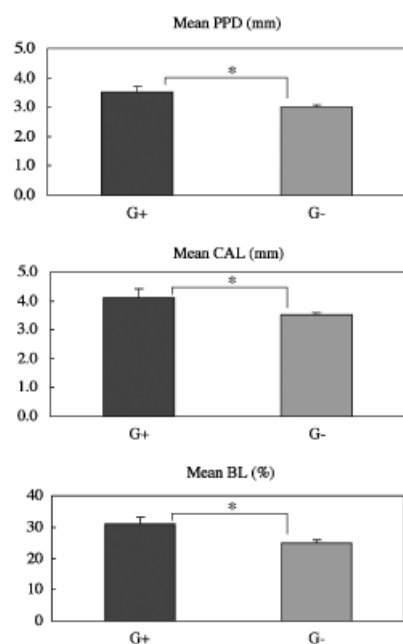 Mean PPD (mm)
5.0
4.0
3.0
2.0
1.0
0.0
*
G+
G-
Mean CAL (mm)
5.0
4.0
3.0
2.0
1.0
0.0
*
G+
G-
Mean BL (%)
40
30
20
10
0
*
G+
G-